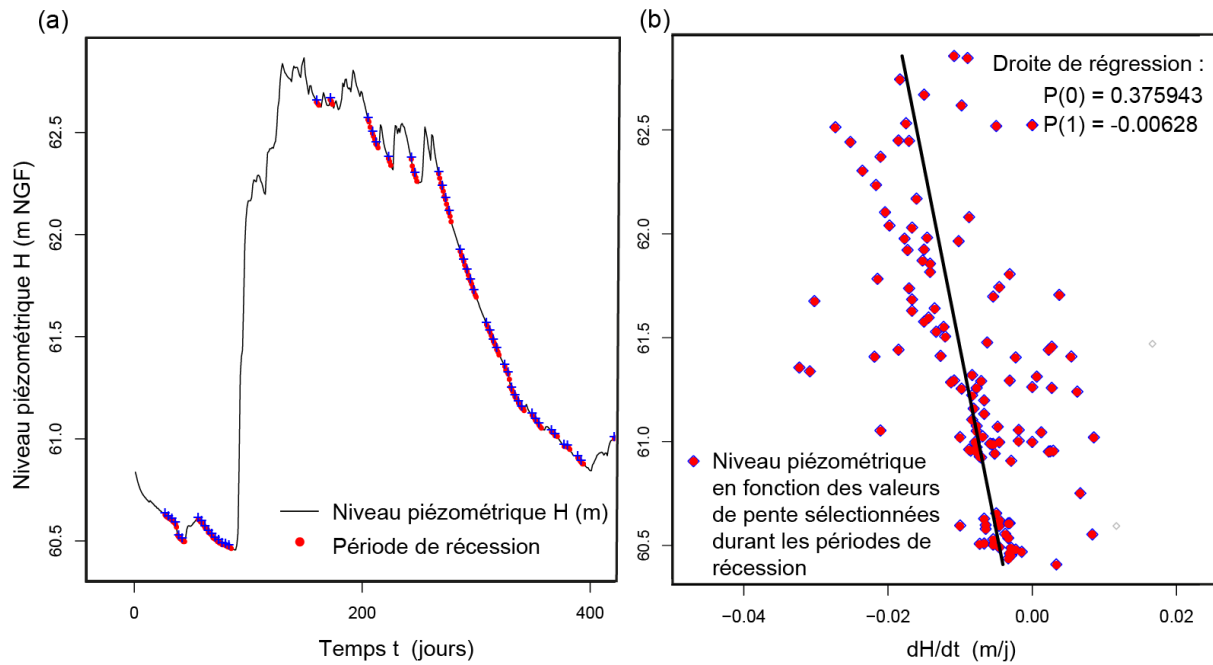 (a)
Niveau piézométrique H (m NGF)
62.5
62.0
61.5
61.0
60.5
Niveau piézométrique H (m)
Période de récession
0
200
400
Temps t (jours)
(b)
62.5
62.0
61.5
61.0
60.5
Droite de régression :
P(0) = 0.375943
P(1) = -0.00628
Niveau piézométrique
en fonction des valeurs
de pente sélectionnées
durant les périodes de
récession
−0.04
−0.02
0.00
0.02
dH/dt (m/j)